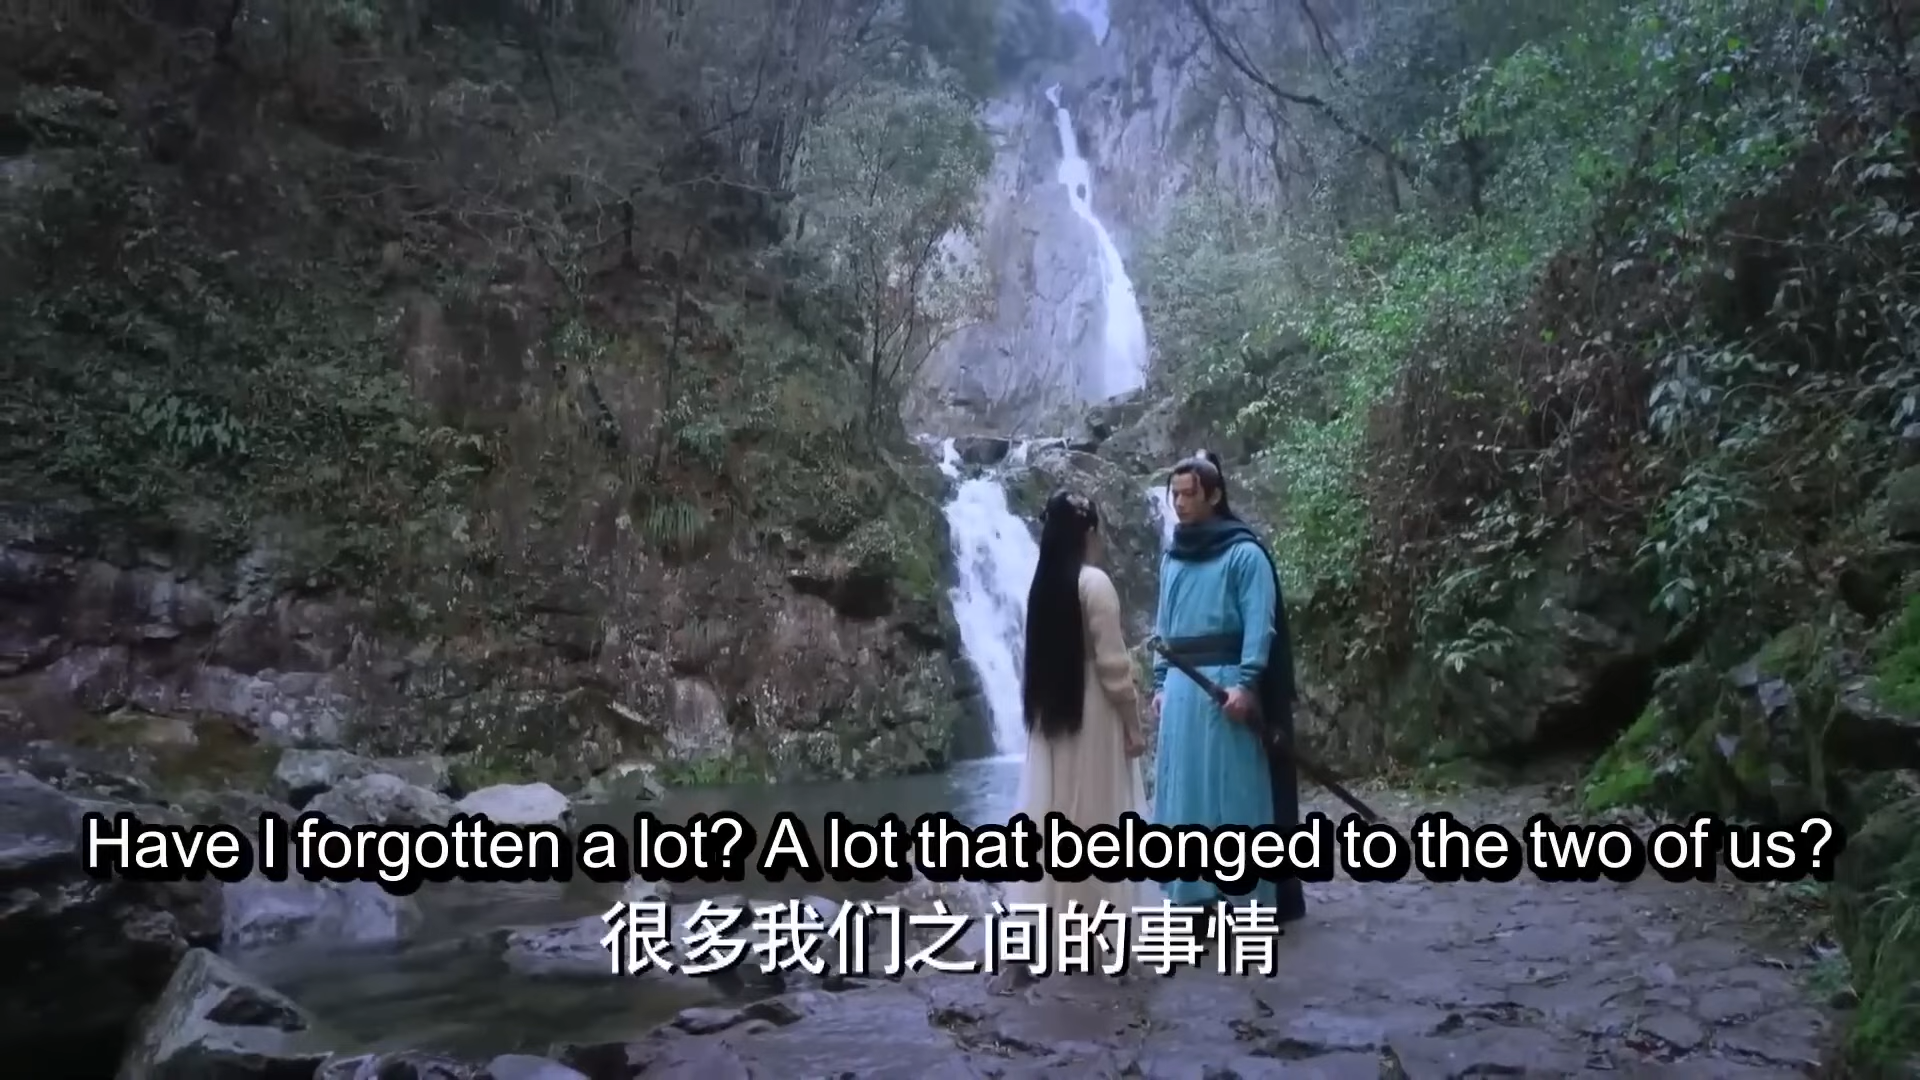 Have I forgotten a lot? A lot that belonged to the two of us?
很多我们之间的事情